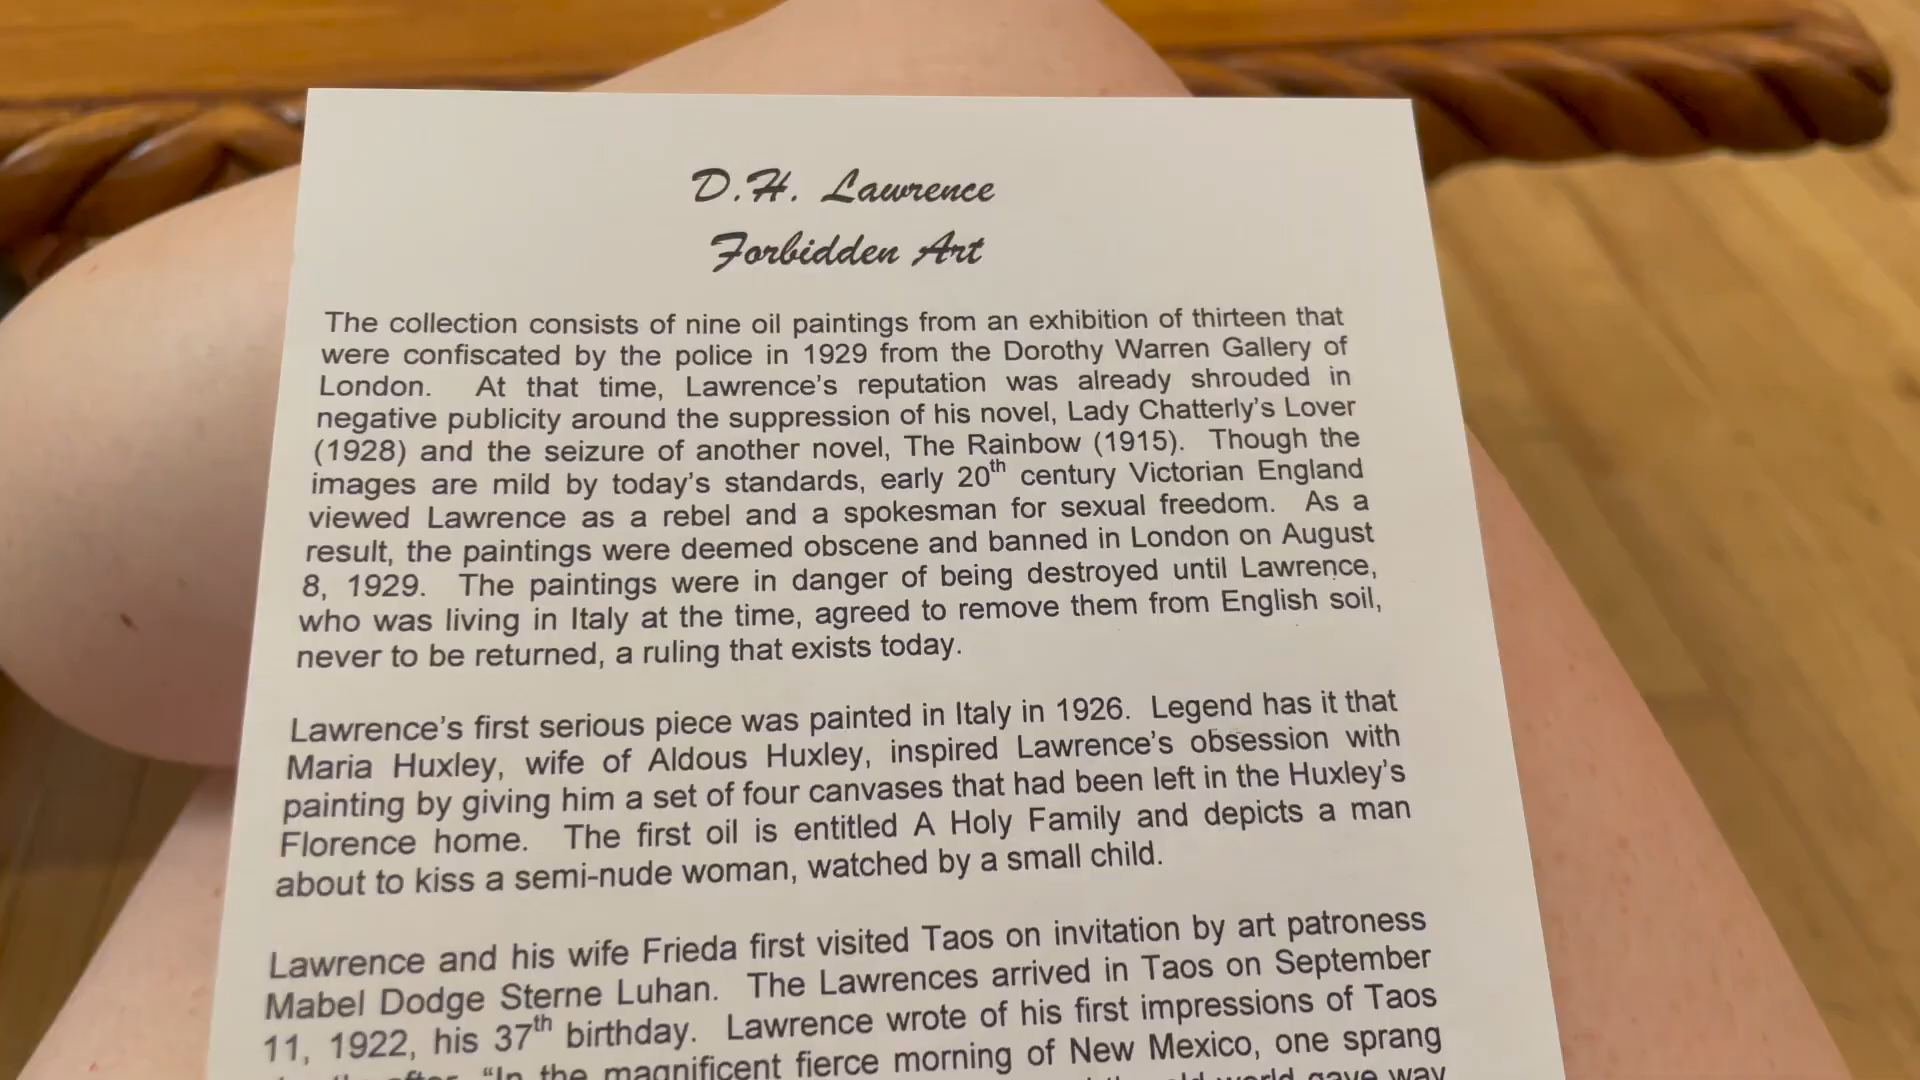 D.H. Lawrence
Forbidden Art
The collection consists of nine oil paintings from an exhibition of thirteen that
were confiscated by the police in 1929 from the Dorothy Warren Gallery of
London. At that time, Lawrence's reputation was already shrouded in
negative publicity around the suppression of his novel, Lady Chatterly's Lover
(1928) and the seizure of another novel, The Rainbow (1915). Though the
images are mild by today's standards, early 20th century Victorian England
viewed Lawrence as a rebel and a spokesman for sexual freedom. As a
result, the paintings were deemed obscene and banned in London on August
8, 1929. The paintings were in danger of being destroyed until Lawrence,
who was living in Italy at the time, agreed to remove them from English soil,
never to be returned, a ruling that exists today.
Lawrence's first serious piece was painted in Italy in 1926. Legend has it that
Maria Huxley, wife of Aldous Huxley, inspired Lawrence's obsession with
painting by giving him a set of four canvases that had been left in the Huxley's
Florence home. The first oil is entitled A Holy Family and depicts a man
about to kiss a semi-nude woman, watched by a small child.
Lawrence and his wife Frieda first visited Taos on invitation by art patroness
Mabel Dodge Sterne Luhan. The Lawrences arrived in Taos on September
11, 1922, his 37th birthday. Lawrence wrote of his first impressions of Taos
"In the magnificent fierce morning of New Mexico, one sprang
world gave way